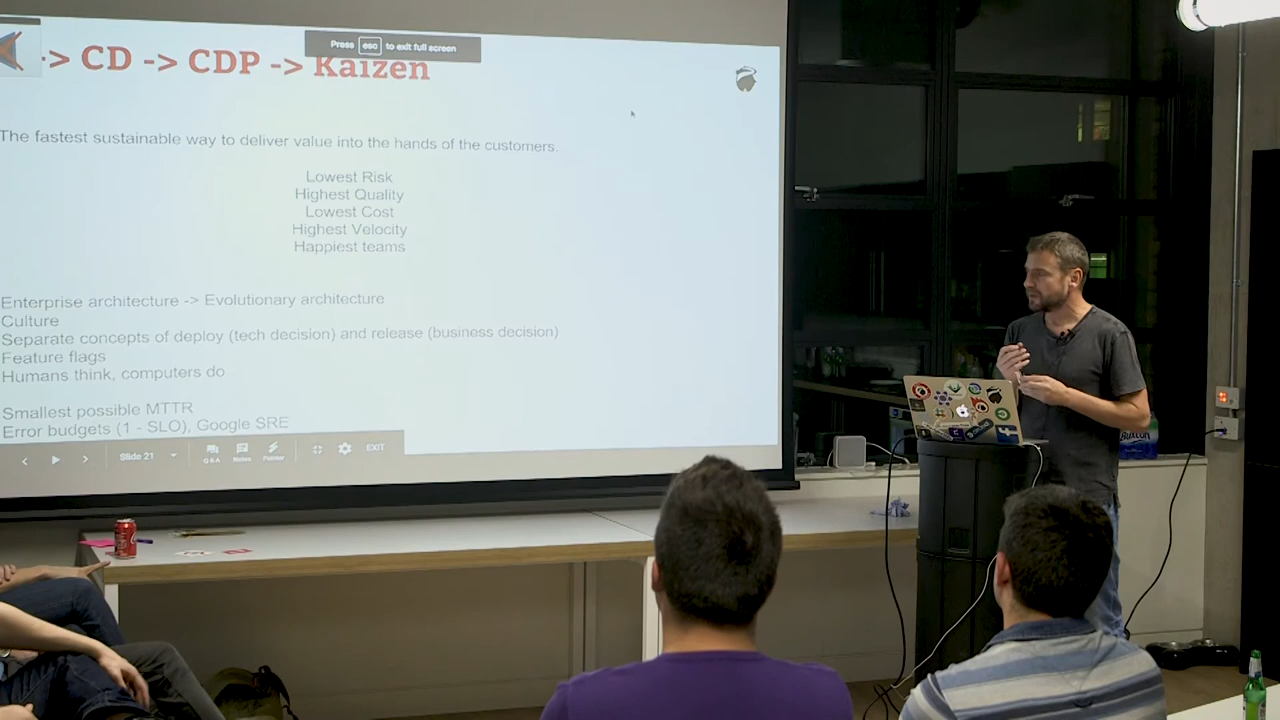 -> CD -> CDP -> Kaizen
Press esc to exit full screen
The fastest sustainable way to deliver value into the hands of the customers.
Lowest Risk
Highest Quality
Lowest Cost
Highest Velocity
Happiest teams
Enterprise architecture -> Evolutionary architecture
Culture
Separate concepts of deploy (tech decision) and release (business decision)
Feature flags
Humans think, computers do
Smallest possible MTTR
Error budgets (1 - SLO), Google SRE
Slide 21
Q&A
Notes
Pointer
EXIT
Buxton